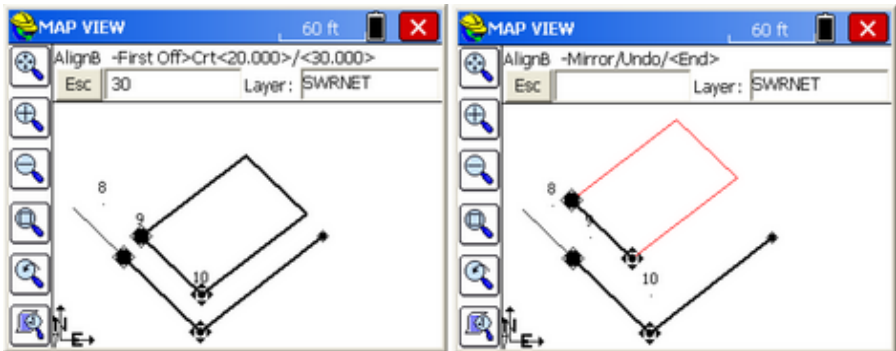 MAP VIEW 60 ft
AlignB -First Off>Crt<20.000>/<30.000>
Esc 30 Layer: SWRNET
8
9
10
N
E
MAP VIEW 60 ft
AlignB -Mirror/Undo/<End>
Esc Layer: SWRNET
8
9
10
N
E